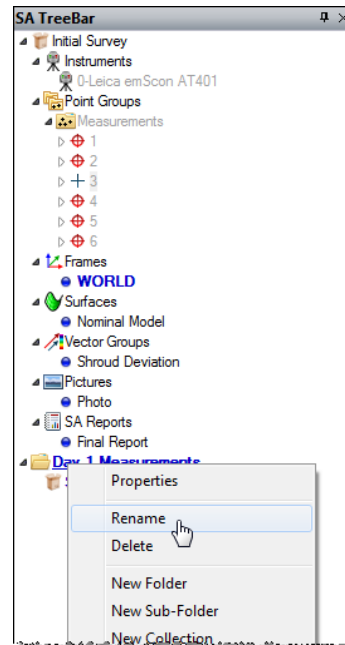 SA TreeBar
Initial Survey
Instruments
0-Leica emScon AT401
Point Groups
Measurements
1
2
3
4
5
6
Frames
WORLD
Surfaces
Nominal Model
Vector Groups
Shroud Deviation
Pictures
Photo
SA Reports
Final Report
Day 1 Measurements
Properties
Rename
Delete
New Folder
New Sub-Folder
New Collection